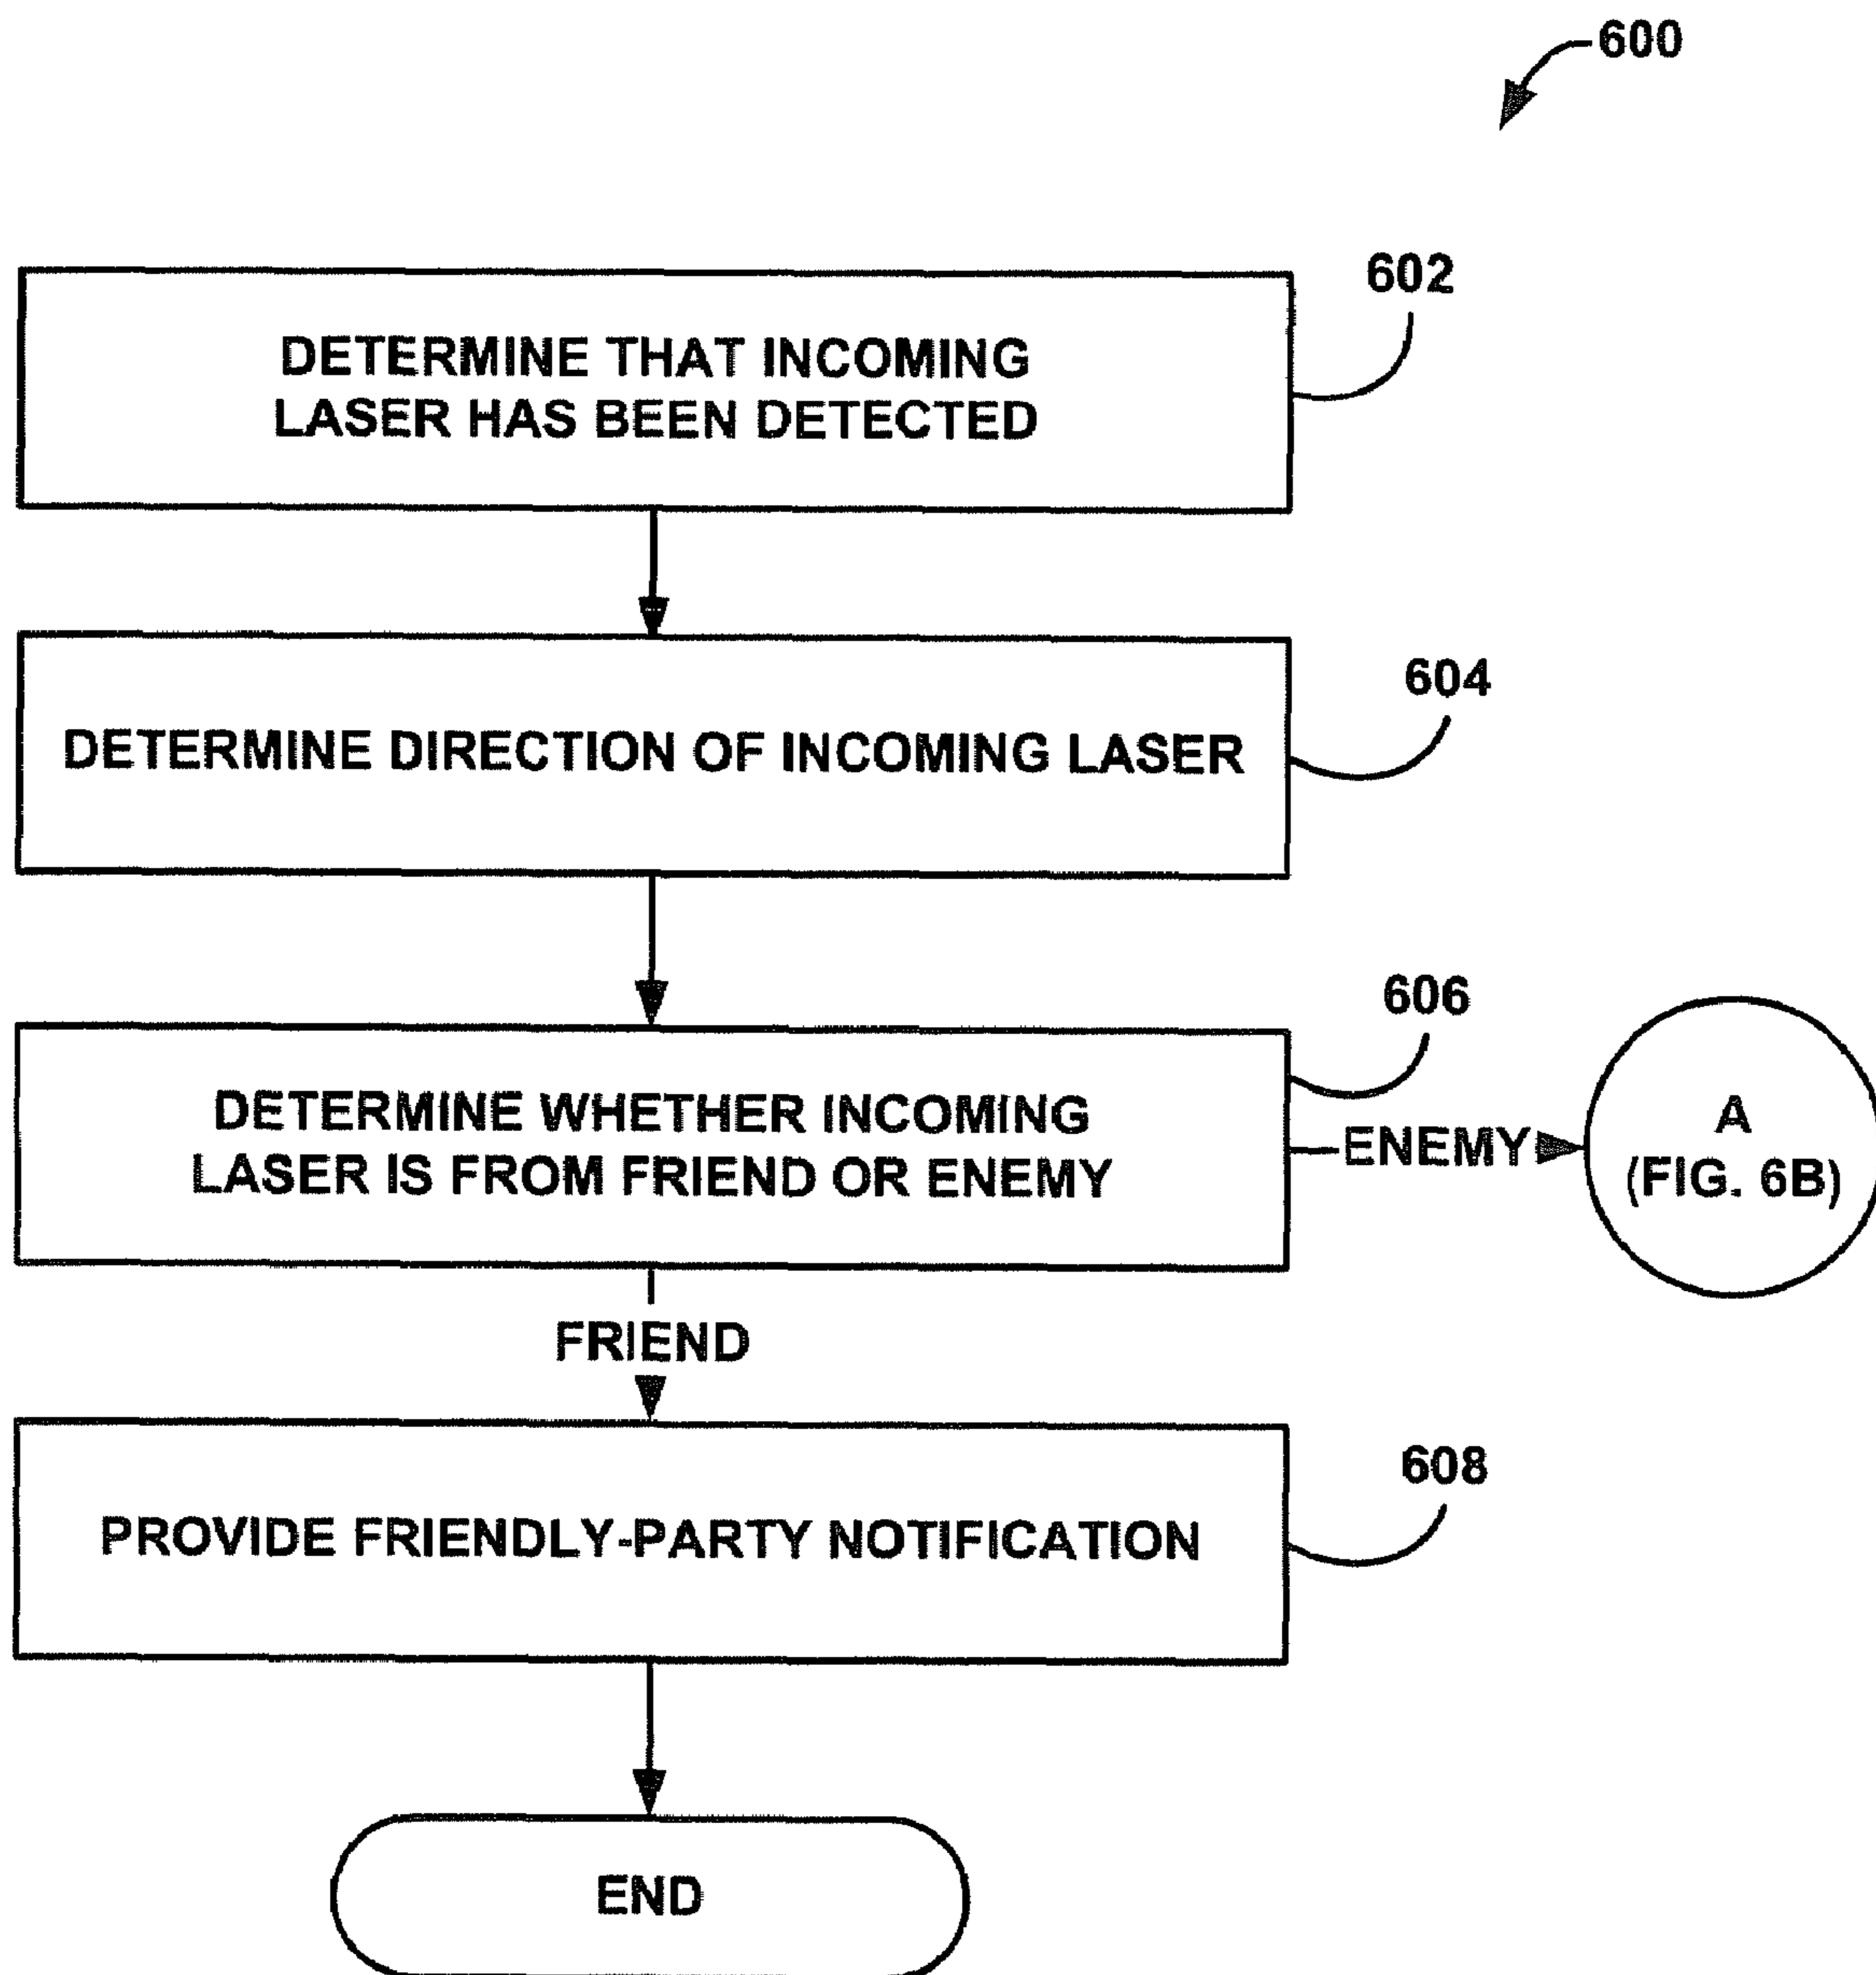 600
602
DETERMINE THAT INCOMING
LASER HAS BEEN DETECTED
604
DETERMINE DIRECTION OF INCOMING LASER
606
DETERMINE WHETHER INCOMING
LASER IS FROM FRIEND OR ENEMY
ENEMY
A
(FIG. 6B)
FRIEND
608
PROVIDE FRIENDLY-PARTY NOTIFICATION
END